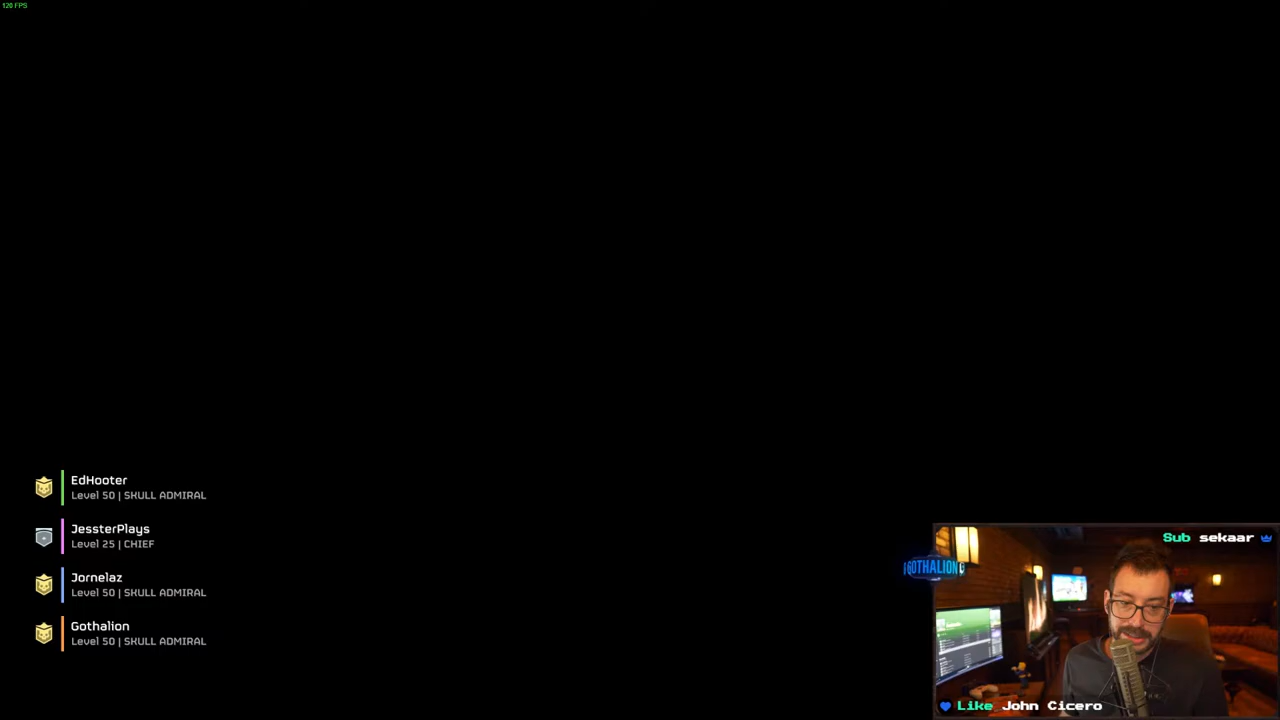 120 FPS
EdHooter
Level 50 | SKULL ADMIRAL
JessterPlays
Level 25 | CHIEF
Jornelaz
Level 50 | SKULL ADMIRAL
Gothalion
Level 50 | SKULL ADMIRAL
Sub sekaar
GOTHALION
Like John Cicero